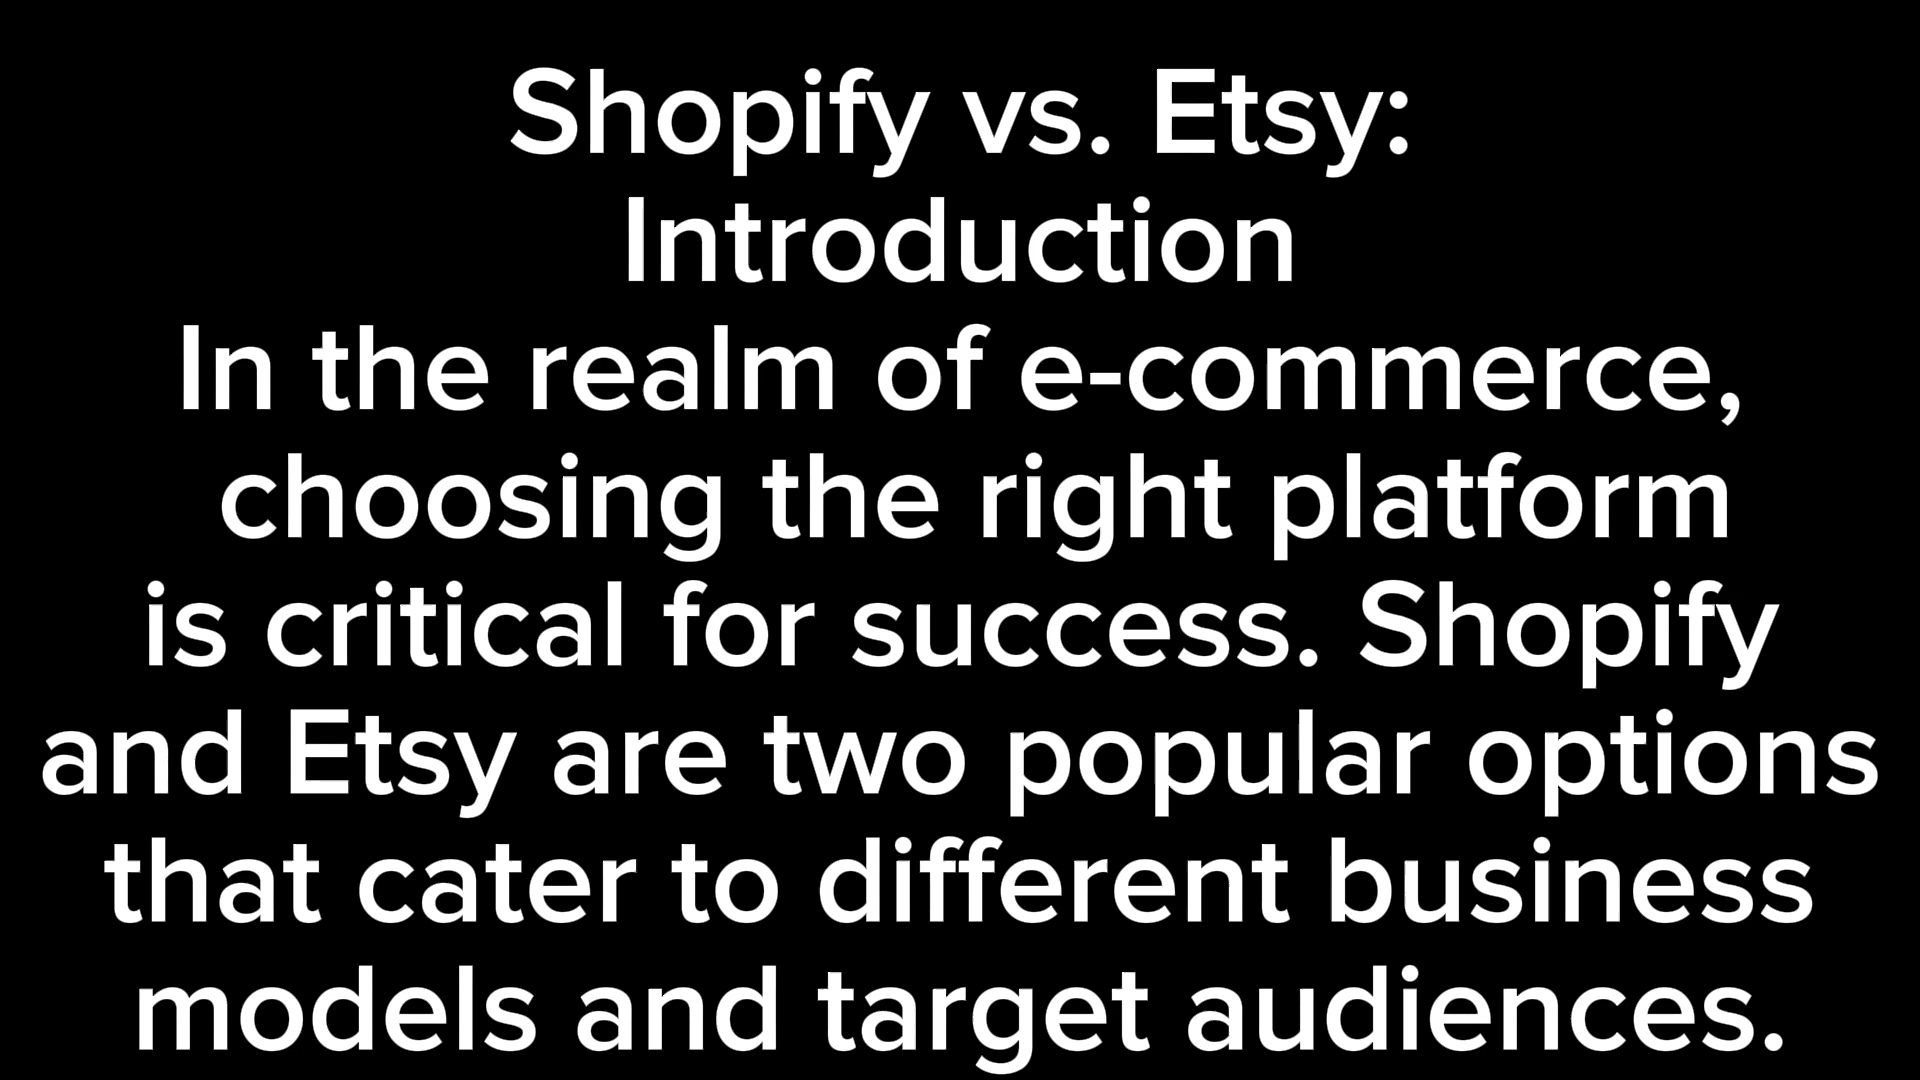 Shopify vs. Etsy:
Introduction
In the realm of e-commerce,
choosing the right platform
is critical for success. Shopify
and Etsy are two popular options
that cater to different business
models and target audiences.